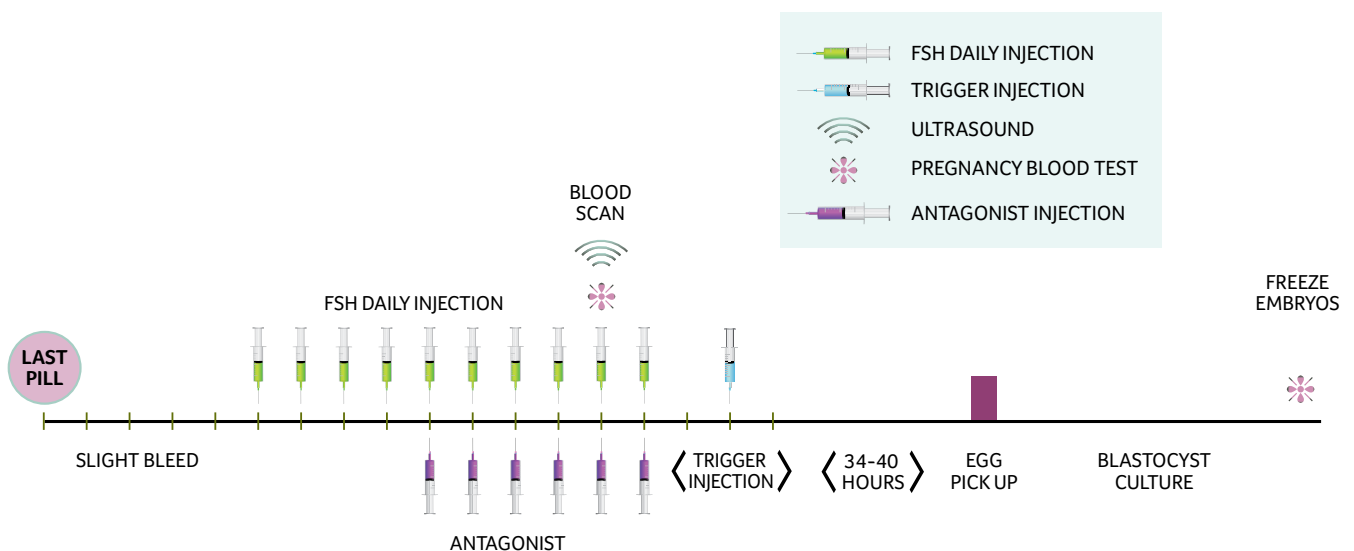 FSH DAILY INJECTION
TRIGGER INJECTION
ULTRASOUND
PREGNANCY BLOOD TEST
ANTAGONIST INJECTION
BLOOD
SCAN
FSH DAILY INJECTION
FREEZE
EMBRYOS
LAST
PILL
SLIGHT BLEED
TRIGGER
INJECTION
34-40
HOURS
EGG
PICK UP
BLASTOCYST
CULTURE
ANTAGONIST